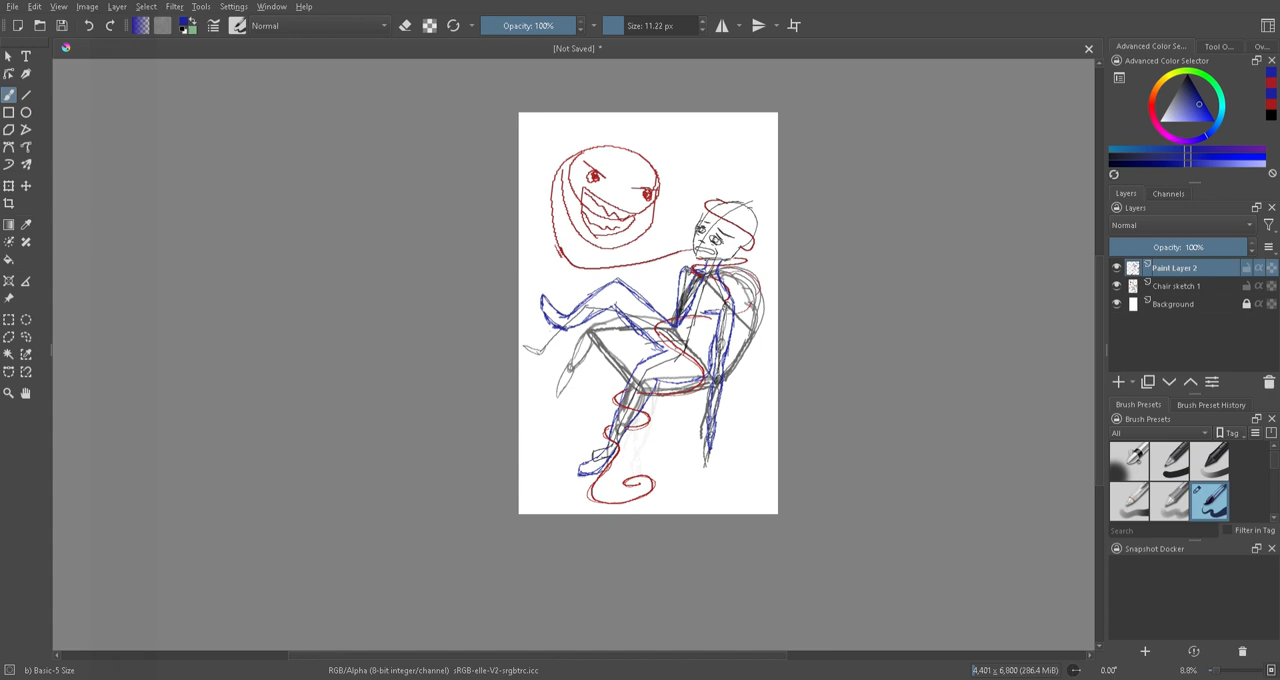 File Edit View Image Layer Select Filter Tools Settings Window Help
Normal Opacity: 100% Size: 11.22 px
[Not Saved] *
Advanced Color Se... Tool O... Ov...
Advanced Color Selector
Layers Channels
Layers
Normal
Opacity: 100%
Paint Layer 2
Chair sketch 1
Background
Brush Presets Brush Preset History
Brush Presets
All Tag
Search Filter in Tag
Snapshot Docker
b) Basic-5 Size RGB/Alpha (8-bit integer/channel) sRGB-elle-V2-srgbtrc.icc 4,401 x 6,800 (286.4 MiB) 0.00° 8.8%